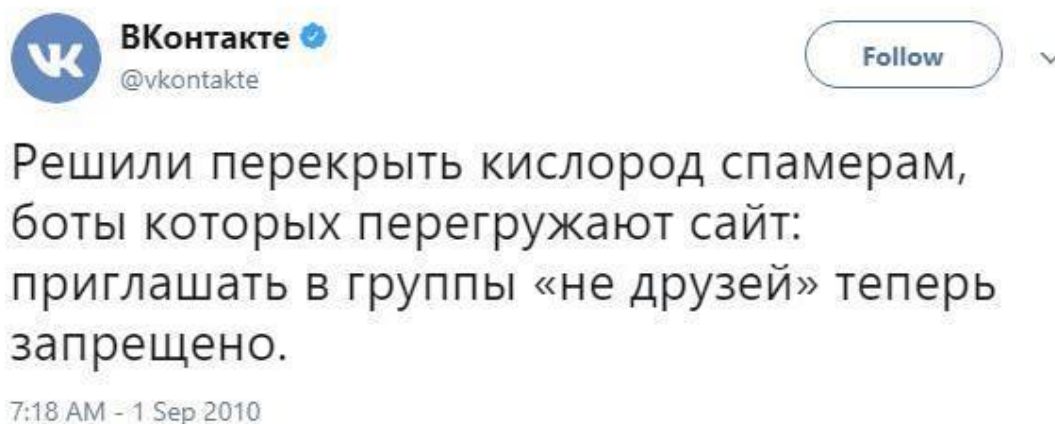 ВКонтакте
@vkontakte
Follow
Решили перекрыть кислород спамерам,
боты которых перегружают сайт:
приглашать в группы «не друзей» теперь
запрещено.
7:18 AM - 1 Sep 2010